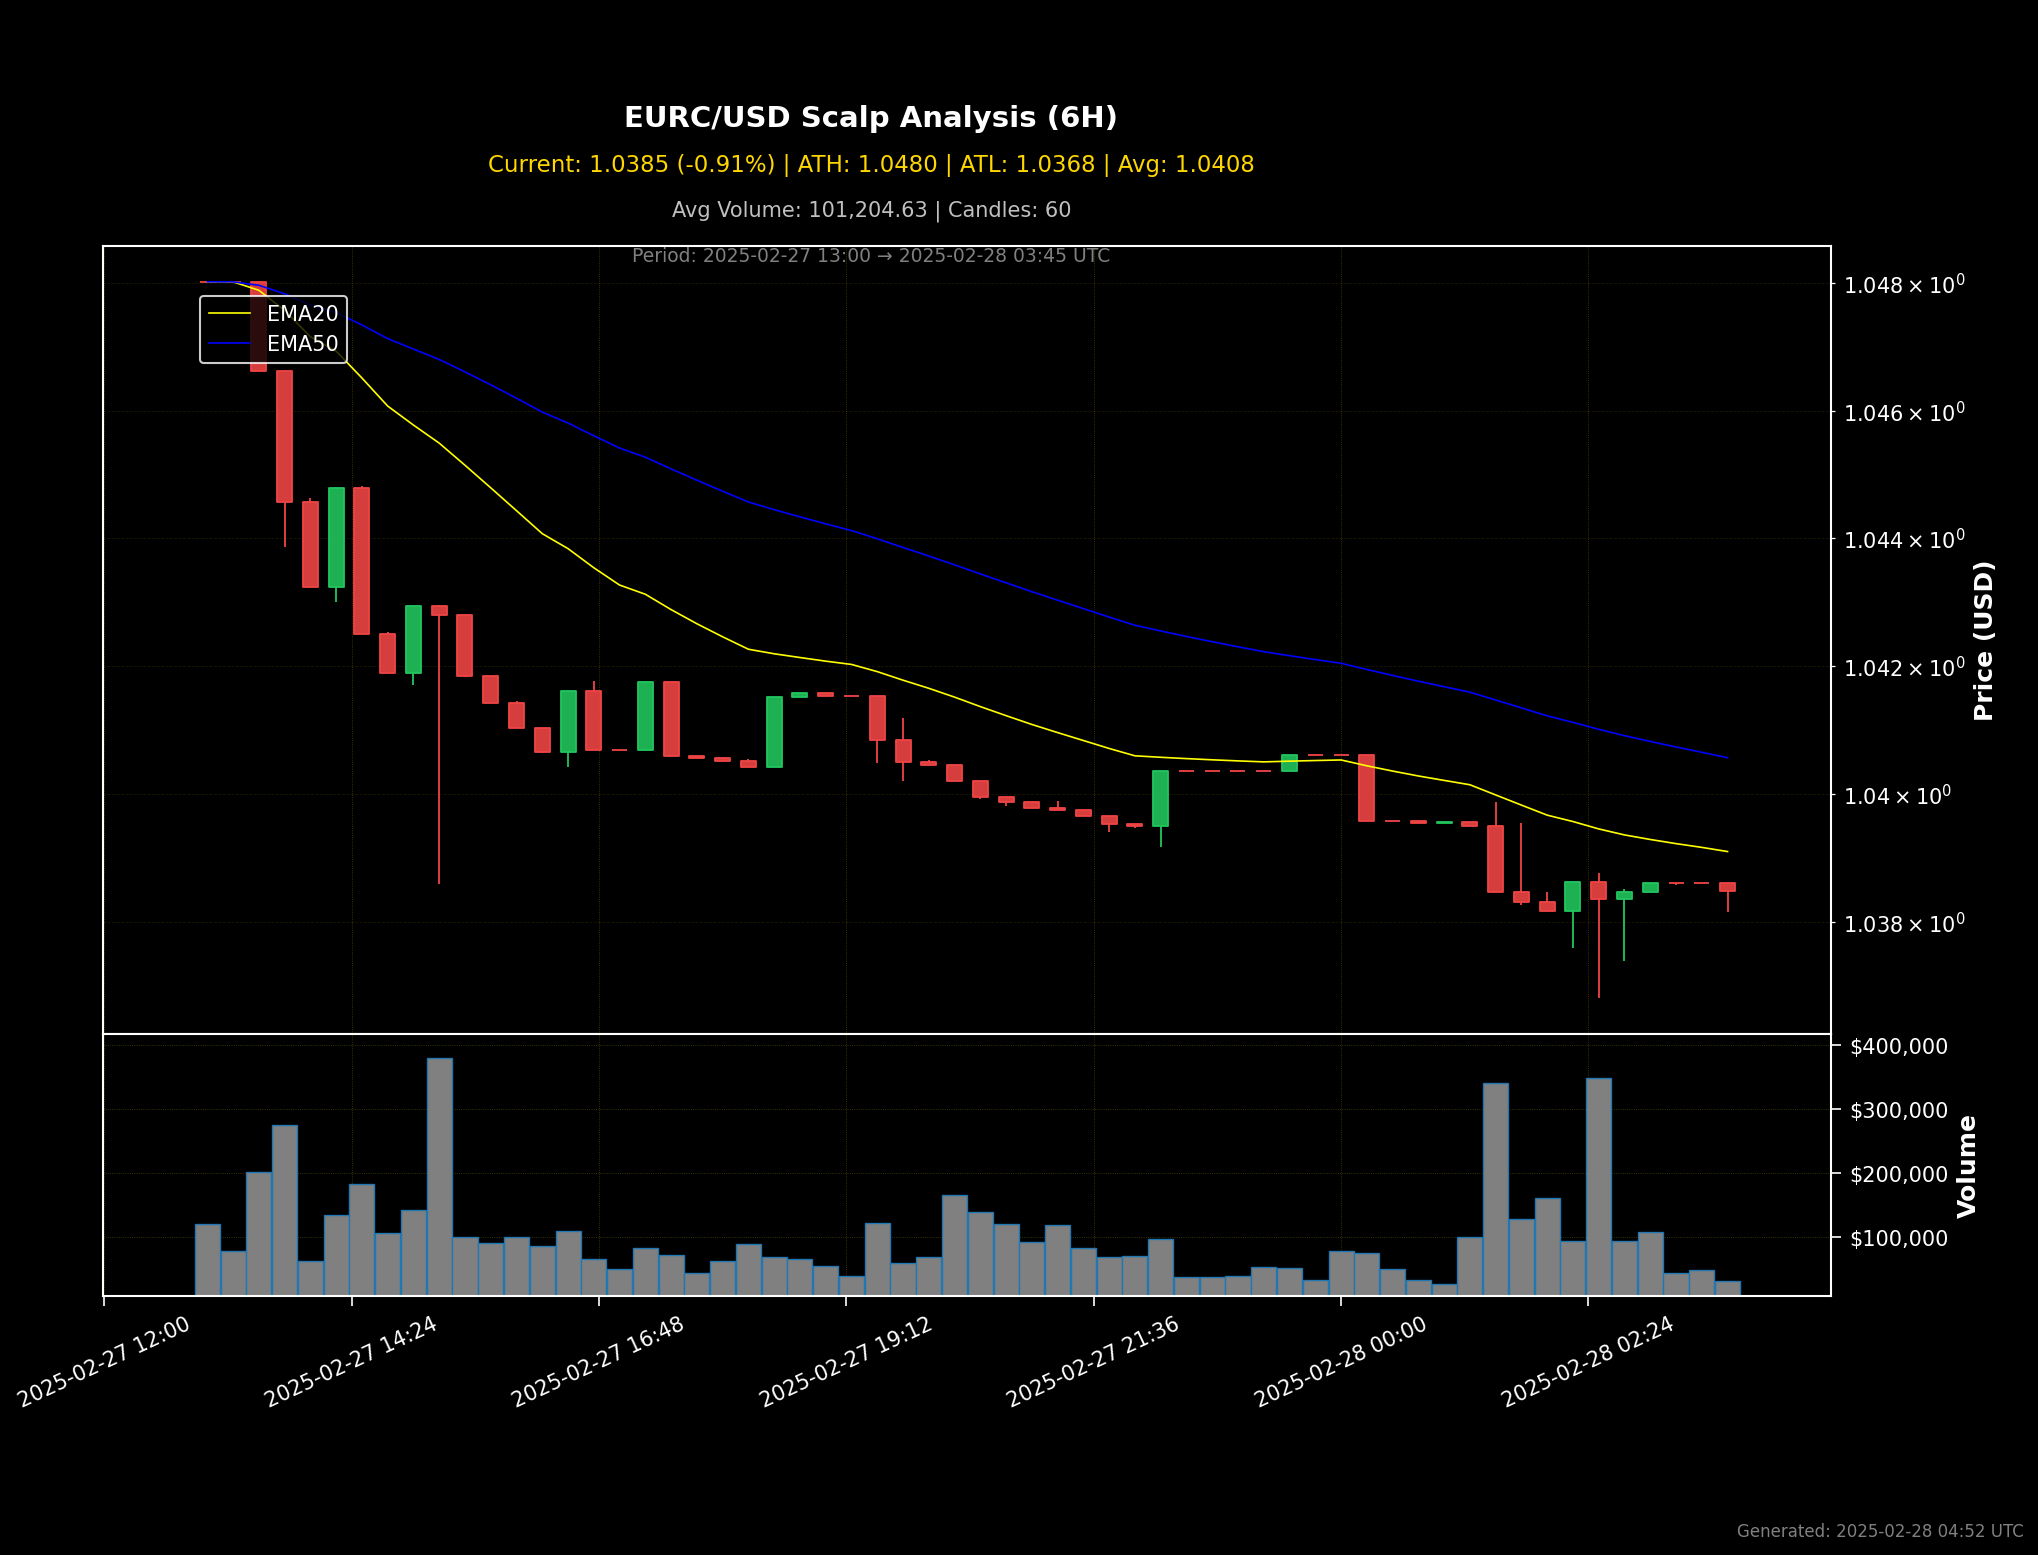 EURC/USD Scalp Analysis (6H)
Current: 1.0385 (-0.91%) | ATH: 1.0480 | ATL: 1.0368 | Avg: 1.0408
Avg Volume: 101,204.63 | Candles: 60
Period: 2025-02-27 13:00 → 2025-02-28 03:45 UTC
EMA20
EMA50
1.048 × 10⁰
1.046 × 10⁰
1.044 × 10⁰
1.042 × 10⁰
1.04 × 10⁰
1.038 × 10⁰
Price (USD)
$400,000
$300,000
$200,000
$100,000
Volume
2025-02-27 12:00
2025-02-27 14:24
2025-02-27 16:48
2025-02-27 19:12
2025-02-27 21:36
2025-02-28 00:00
2025-02-28 02:24
Generated: 2025-02-28 04:52 UTC